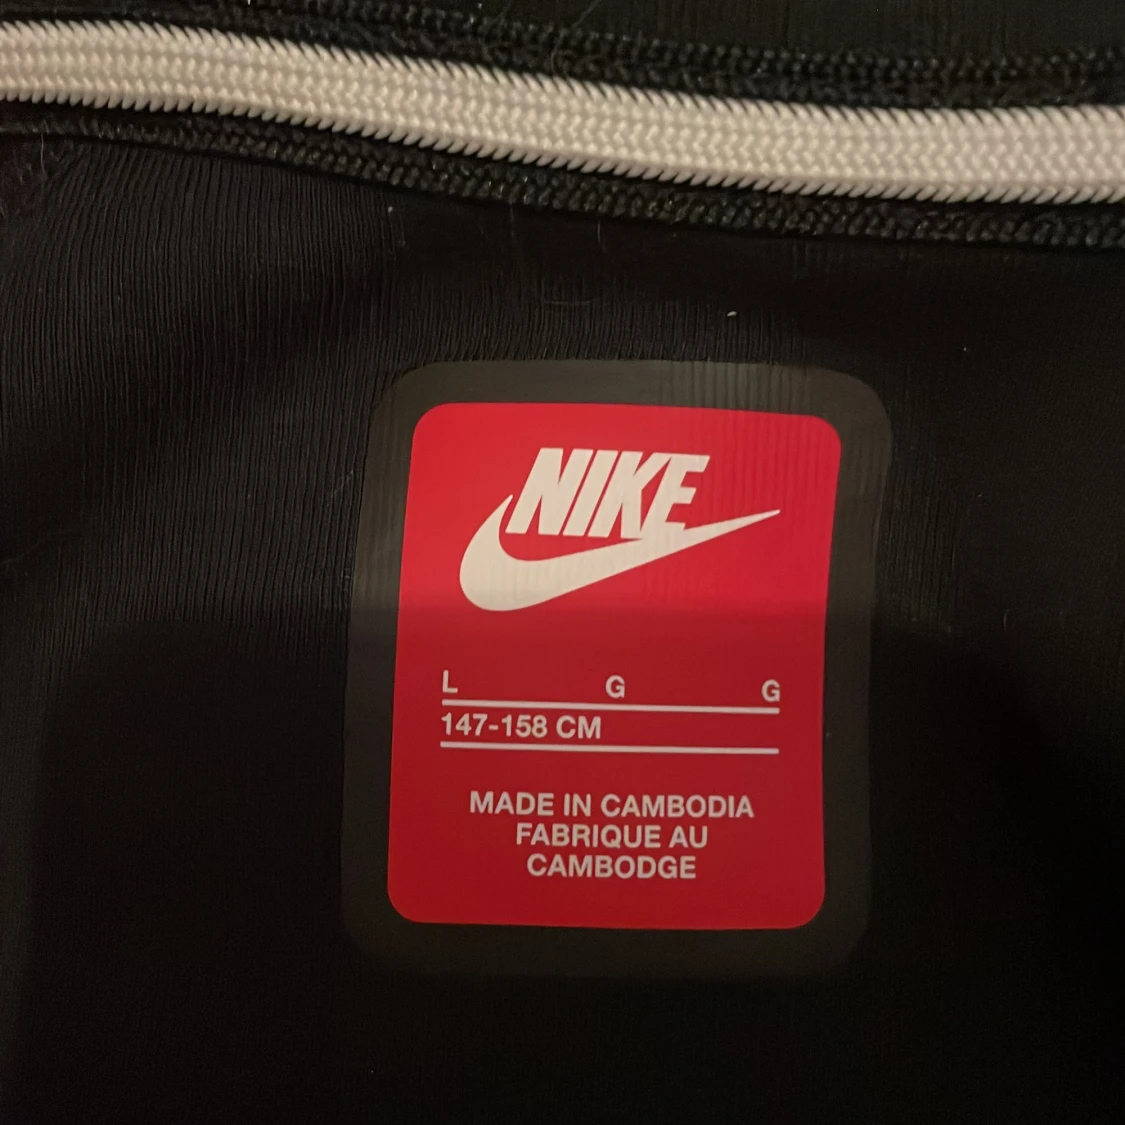 NIKE
L G G
147-158 CM
MADE IN CAMBODIA
FABRIQUE AU
CAMBODGE